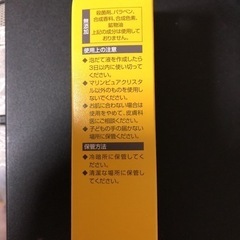 無添加
殺菌剤、パラベン、
合成香料、合成色素、
鉱物油
上記の成分は使用して
おりません。
使用上の注意
◆泡だて液を作成したら
3日以内に使い切って
ください。
◆マリンピュアクリスタ
ル以外のものを使用し
ないでください。
◆お肌に合わない場合は
使用をやめて、皮膚科
医にご相談ください。
◆子どもの手の届かない
場所に保管してくださ
い。
保管方法
◆冷暗所に保管してくだ
さい。
◆清潔な場所に保管して
ください。